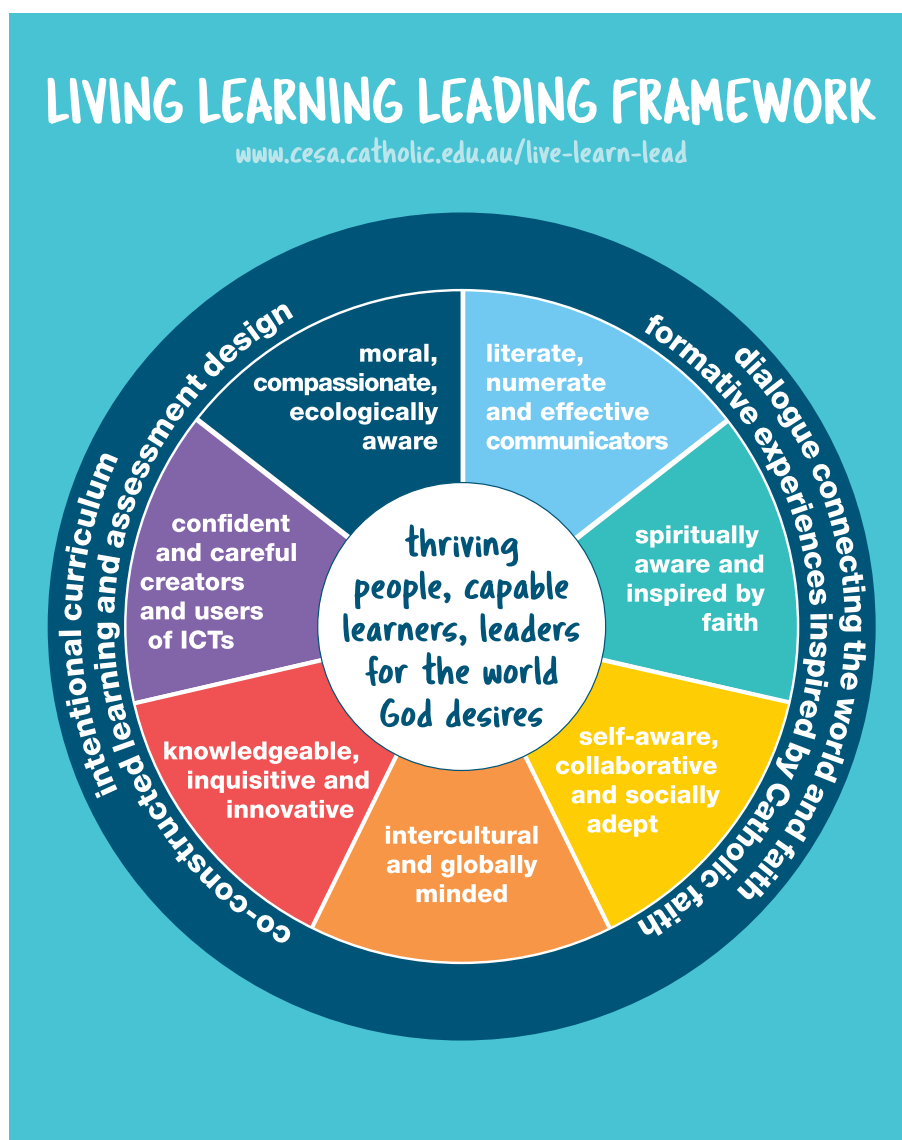 LIVING LEARNING LEADING FRAMEWORK
www.cesa.catholic.edu.au/live-learn-lead
intentional curriculum
co-constructed learning and assessment design
dialogue connecting the world and faith
formative experiences inspired by Catholic faith
moral,
compassionate,
ecologically
aware
literate,
numerate
and effective
communicators
spiritually
aware and
inspired by
faith
self-aware,
collaborative
and socially
adept
intercultural
and globally
minded
knowledgeable,
inquisitive and
innovative
confident
and careful
creators
and users
of ICTs
thriving
people, capable
learners, leaders
for the world
God desires